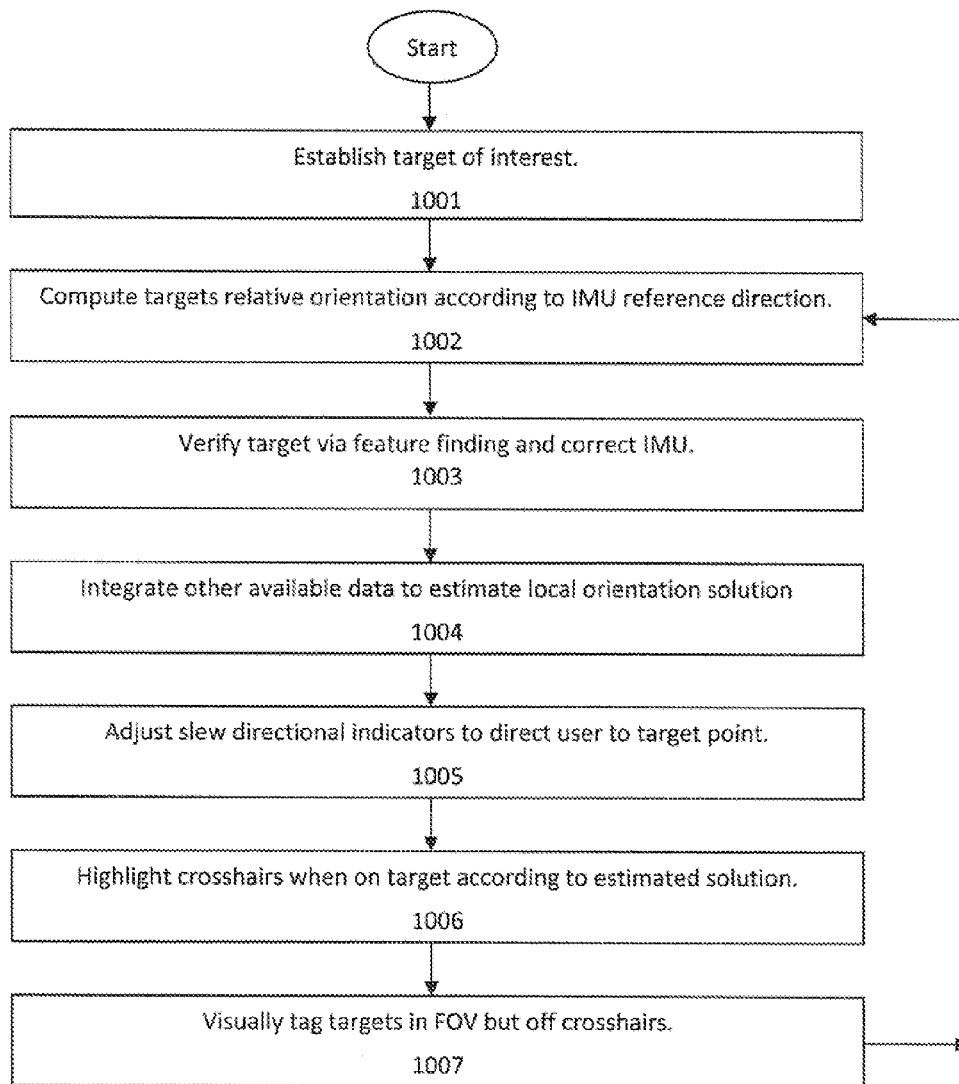 Start
Establish target of interest.
1001
Compute targets relative orientation according to IMU reference direction.
1002
Verify target via feature finding and correct IMU.
1003
Integrate other available data to estimate local orientation solution
1004
Adjust slew directional indicators to direct user to target point.
1005
Highlight crosshairs when on target according to estimated solution.
1006
Visually tag targets in FOV but off crosshairs.
1007